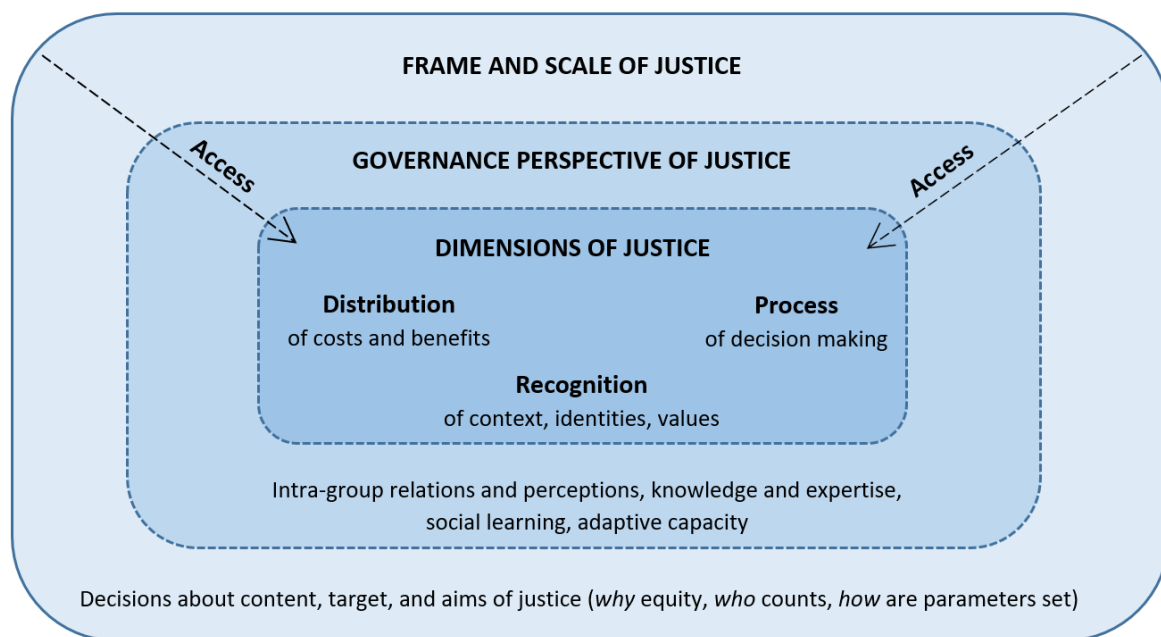 FRAME AND SCALE OF JUSTICE
Access
GOVERNANCE PERSPECTIVE OF JUSTICE
Access
DIMENSIONS OF JUSTICE
Distribution
of costs and benefits
Process
of decision making
Recognition
of context, identities, values
Intra-group relations and perceptions, knowledge and expertise,
social learning, adaptive capacity
Decisions about content, target, and aims of justice (why equity, who counts, how are parameters set)